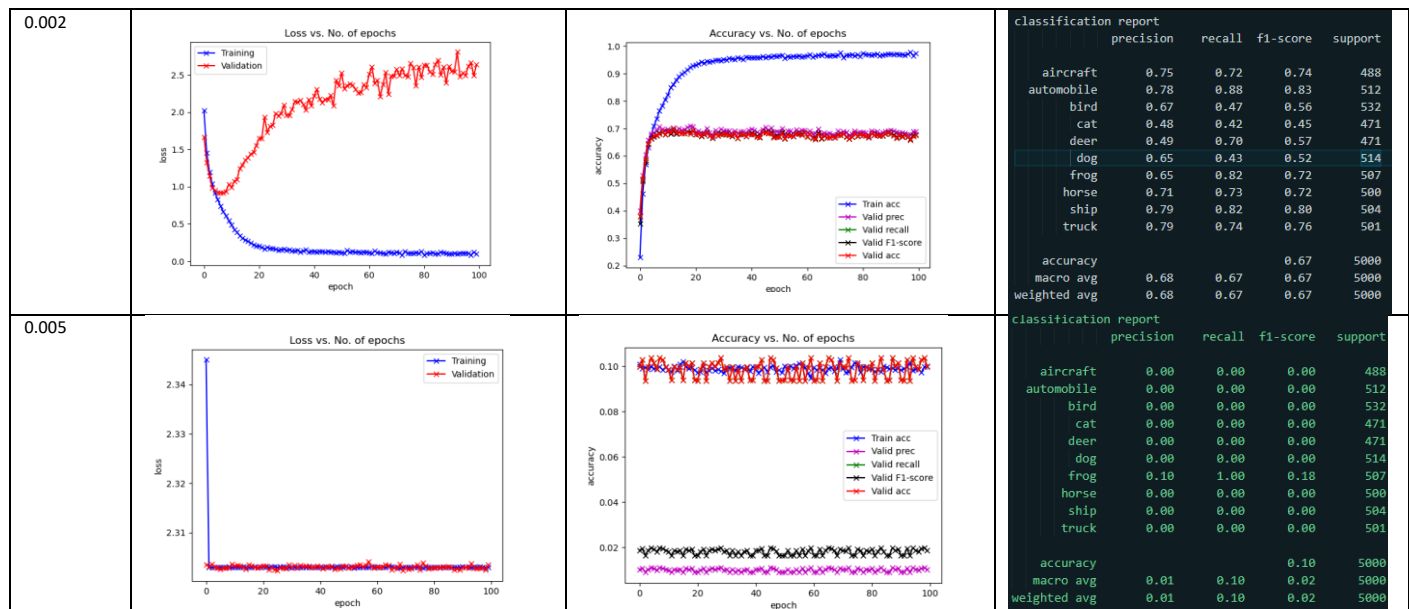 0.002
Loss vs. No. of epochs
Training
Validation
2.5
2.0
1.5
1.0
0.5
0.0
loss
0 20 40 60 80 100
epoch
Accuracy vs. No. of epochs
1.0
0.9
0.8
0.7
0.6
0.5
0.4
0.3
0.2
accuracy
Train acc
Valid prec
Valid recall
Valid F1-score
Valid acc
0 20 40 60 80 100
epoch
classification report
precision recall f1-score support
aircraft 0.75 0.72 0.74 488
automobile 0.78 0.88 0.83 512
bird 0.67 0.47 0.56 532
cat 0.48 0.42 0.45 471
deer 0.49 0.70 0.57 471
dog 0.65 0.43 0.52 514
frog 0.65 0.82 0.72 507
horse 0.71 0.73 0.72 500
ship 0.79 0.82 0.80 504
truck 0.79 0.74 0.76 501
accuracy 0.67 5000
macro avg 0.68 0.67 0.67 5000
weighted avg 0.68 0.67 0.67 5000
0.005
Loss vs. No. of epochs
Training
Validation
2.34
2.33
2.32
2.31
loss
0 20 40 60 80 100
epoch
Accuracy vs. No. of epochs
0.10
0.08
0.06
0.04
0.02
accuracy
Train acc
Valid prec
Valid recall
Valid F1-score
Valid acc
0 20 40 60 80 100
epoch
classification report
precision recall f1-score support
aircraft 0.00 0.00 0.00 488
automobile 0.00 0.00 0.00 512
bird 0.00 0.00 0.00 532
cat 0.00 0.00 0.00 471
deer 0.00 0.00 0.00 471
dog 0.00 0.00 0.00 514
frog 0.10 1.00 0.18 507
horse 0.00 0.00 0.00 500
ship 0.00 0.00 0.00 504
truck 0.00 0.00 0.00 501
accuracy 0.10 5000
macro avg 0.01 0.10 0.02 5000
weighted avg 0.01 0.10 0.02 5000